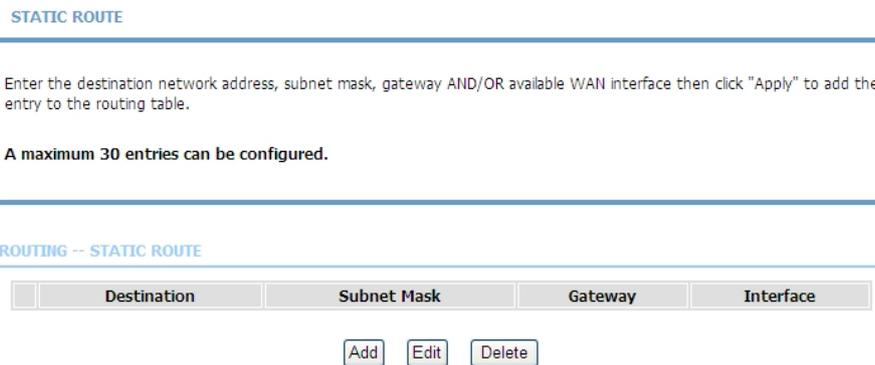 STATIC ROUTE
Enter the destination network address, subnet mask, gateway AND/OR available WAN interface then click "Apply" to add the
entry to the routing table.
A maximum 30 entries can be configured.
ROUTING -- STATIC ROUTE
Destination Subnet Mask Gateway Interface
Add Edit Delete